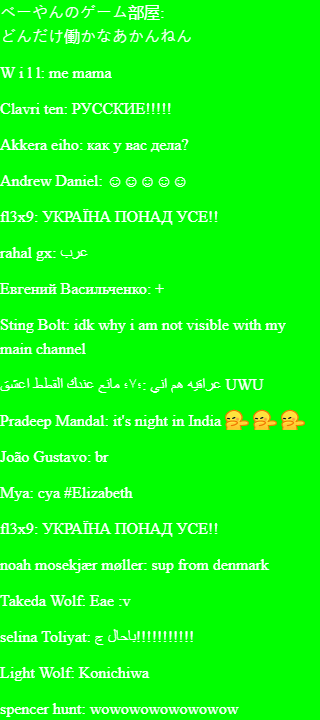 べーやんのゲーム部屋:
どんだけ働かなあかんねん
W i l l: me mama
Clavri ten: РУССКИЕ!!!!!
Akkera eiho: как у вас дела?
Andrew Daniel: ☺☺☺☺☺
fl3x9: УКРАЇНА ПОНАД УСЕ!!
rahal gx: عرب
Евгений Васильченко: +
Sting Bolt: idk why i am not visible with my
main channel
عراقيه هم اني :؛٧؛ مانع عندك القطط اعشق UWU
Pradeep Mandal: it's night in India 🤧🤧🤧
João Gustavo: br
Mya: cya #Elizabeth
fl3x9: УКРАЇНА ПОНАД УСЕ!!
noah mosekjær møller: sup from denmark
Takeda Wolf: Eae :v
selina Toliyat: باحال ج!!!!!!!!!!!
Light Wolf: Konichiwa
spencer hunt: wowowowowowowow